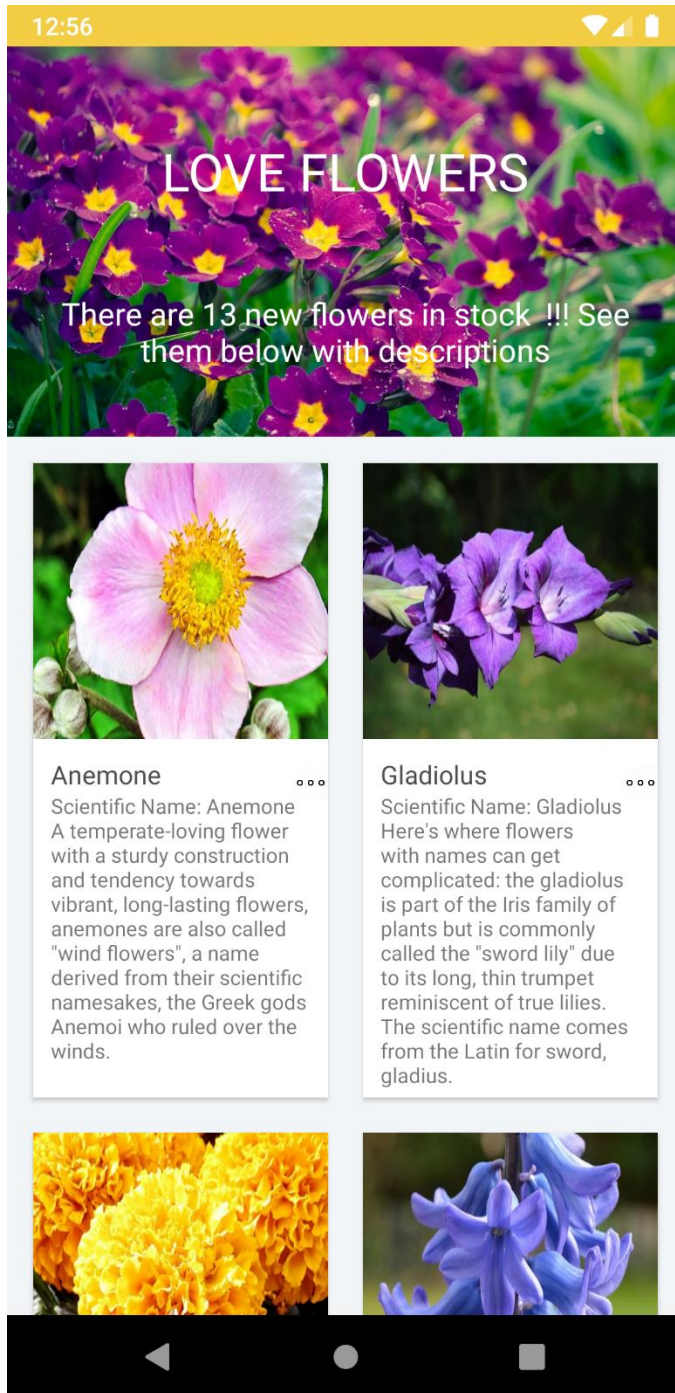 12:56
LOVE FLOWERS
There are 13 new flowers in stock  !!! See
them below with descriptions
Anemone
Scientific Name: Anemone
A temperate-loving flower
with a sturdy construction
and tendency towards
vibrant, long-lasting flowers,
anemones are also called
"wind flowers", a name
derived from their scientific
namesakes, the Greek gods
Anemoi who ruled over the
winds.
Gladiolus
Scientific Name: Gladiolus
Here's where flowers
with names can get
complicated: the gladiolus
is part of the Iris family of
plants but is commonly
called the "sword lily" due
to its long, thin trumpet
reminiscent of true lilies.
The scientific name comes
from the Latin for sword,
gladius.